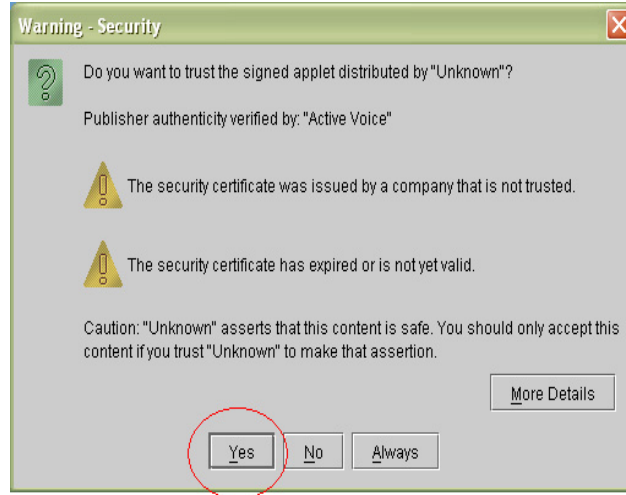 Warning - Security
Do you want to trust the signed applet distributed by "Unknown"?
Publisher authenticity verified by: "Active Voice"
The security certificate was issued by a company that is not trusted.
The security certificate has expired or is not yet valid.
Caution: "Unknown" asserts that this content is safe. You should only accept this
content if you trust "Unknown" to make that assertion.
More Details
Yes No Always